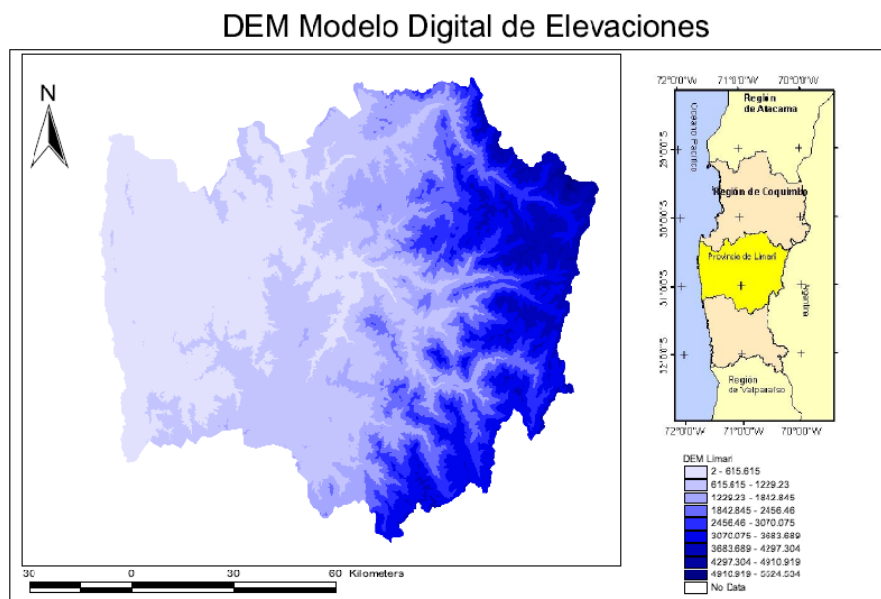 DEM Modelo Digital de Elevaciones
N
72°0'0"W 71°0'0"W 70°0'0"W
Región
de Atacama
Oceano Pacifico
29°0'0"S
Región de Coquimbo
30°0'0"S
Provincia de Limarí
31°0'0"S
Argentina
32°0'0"S
Región
de Valparaíso
72°0'0"W 71°0'0"W 70°0'0"W
DEM Limarí
2 - 615.615
615.615 - 1229.23
1229.23 - 1842.845
1842.845 - 2456.46
2456.46 - 3070.075
3070.075 - 3683.689
3683.689 - 4297.304
4297.304 - 4910.919
4910.919 - 5524.534
No Data
30 0 30 60 Kilometers